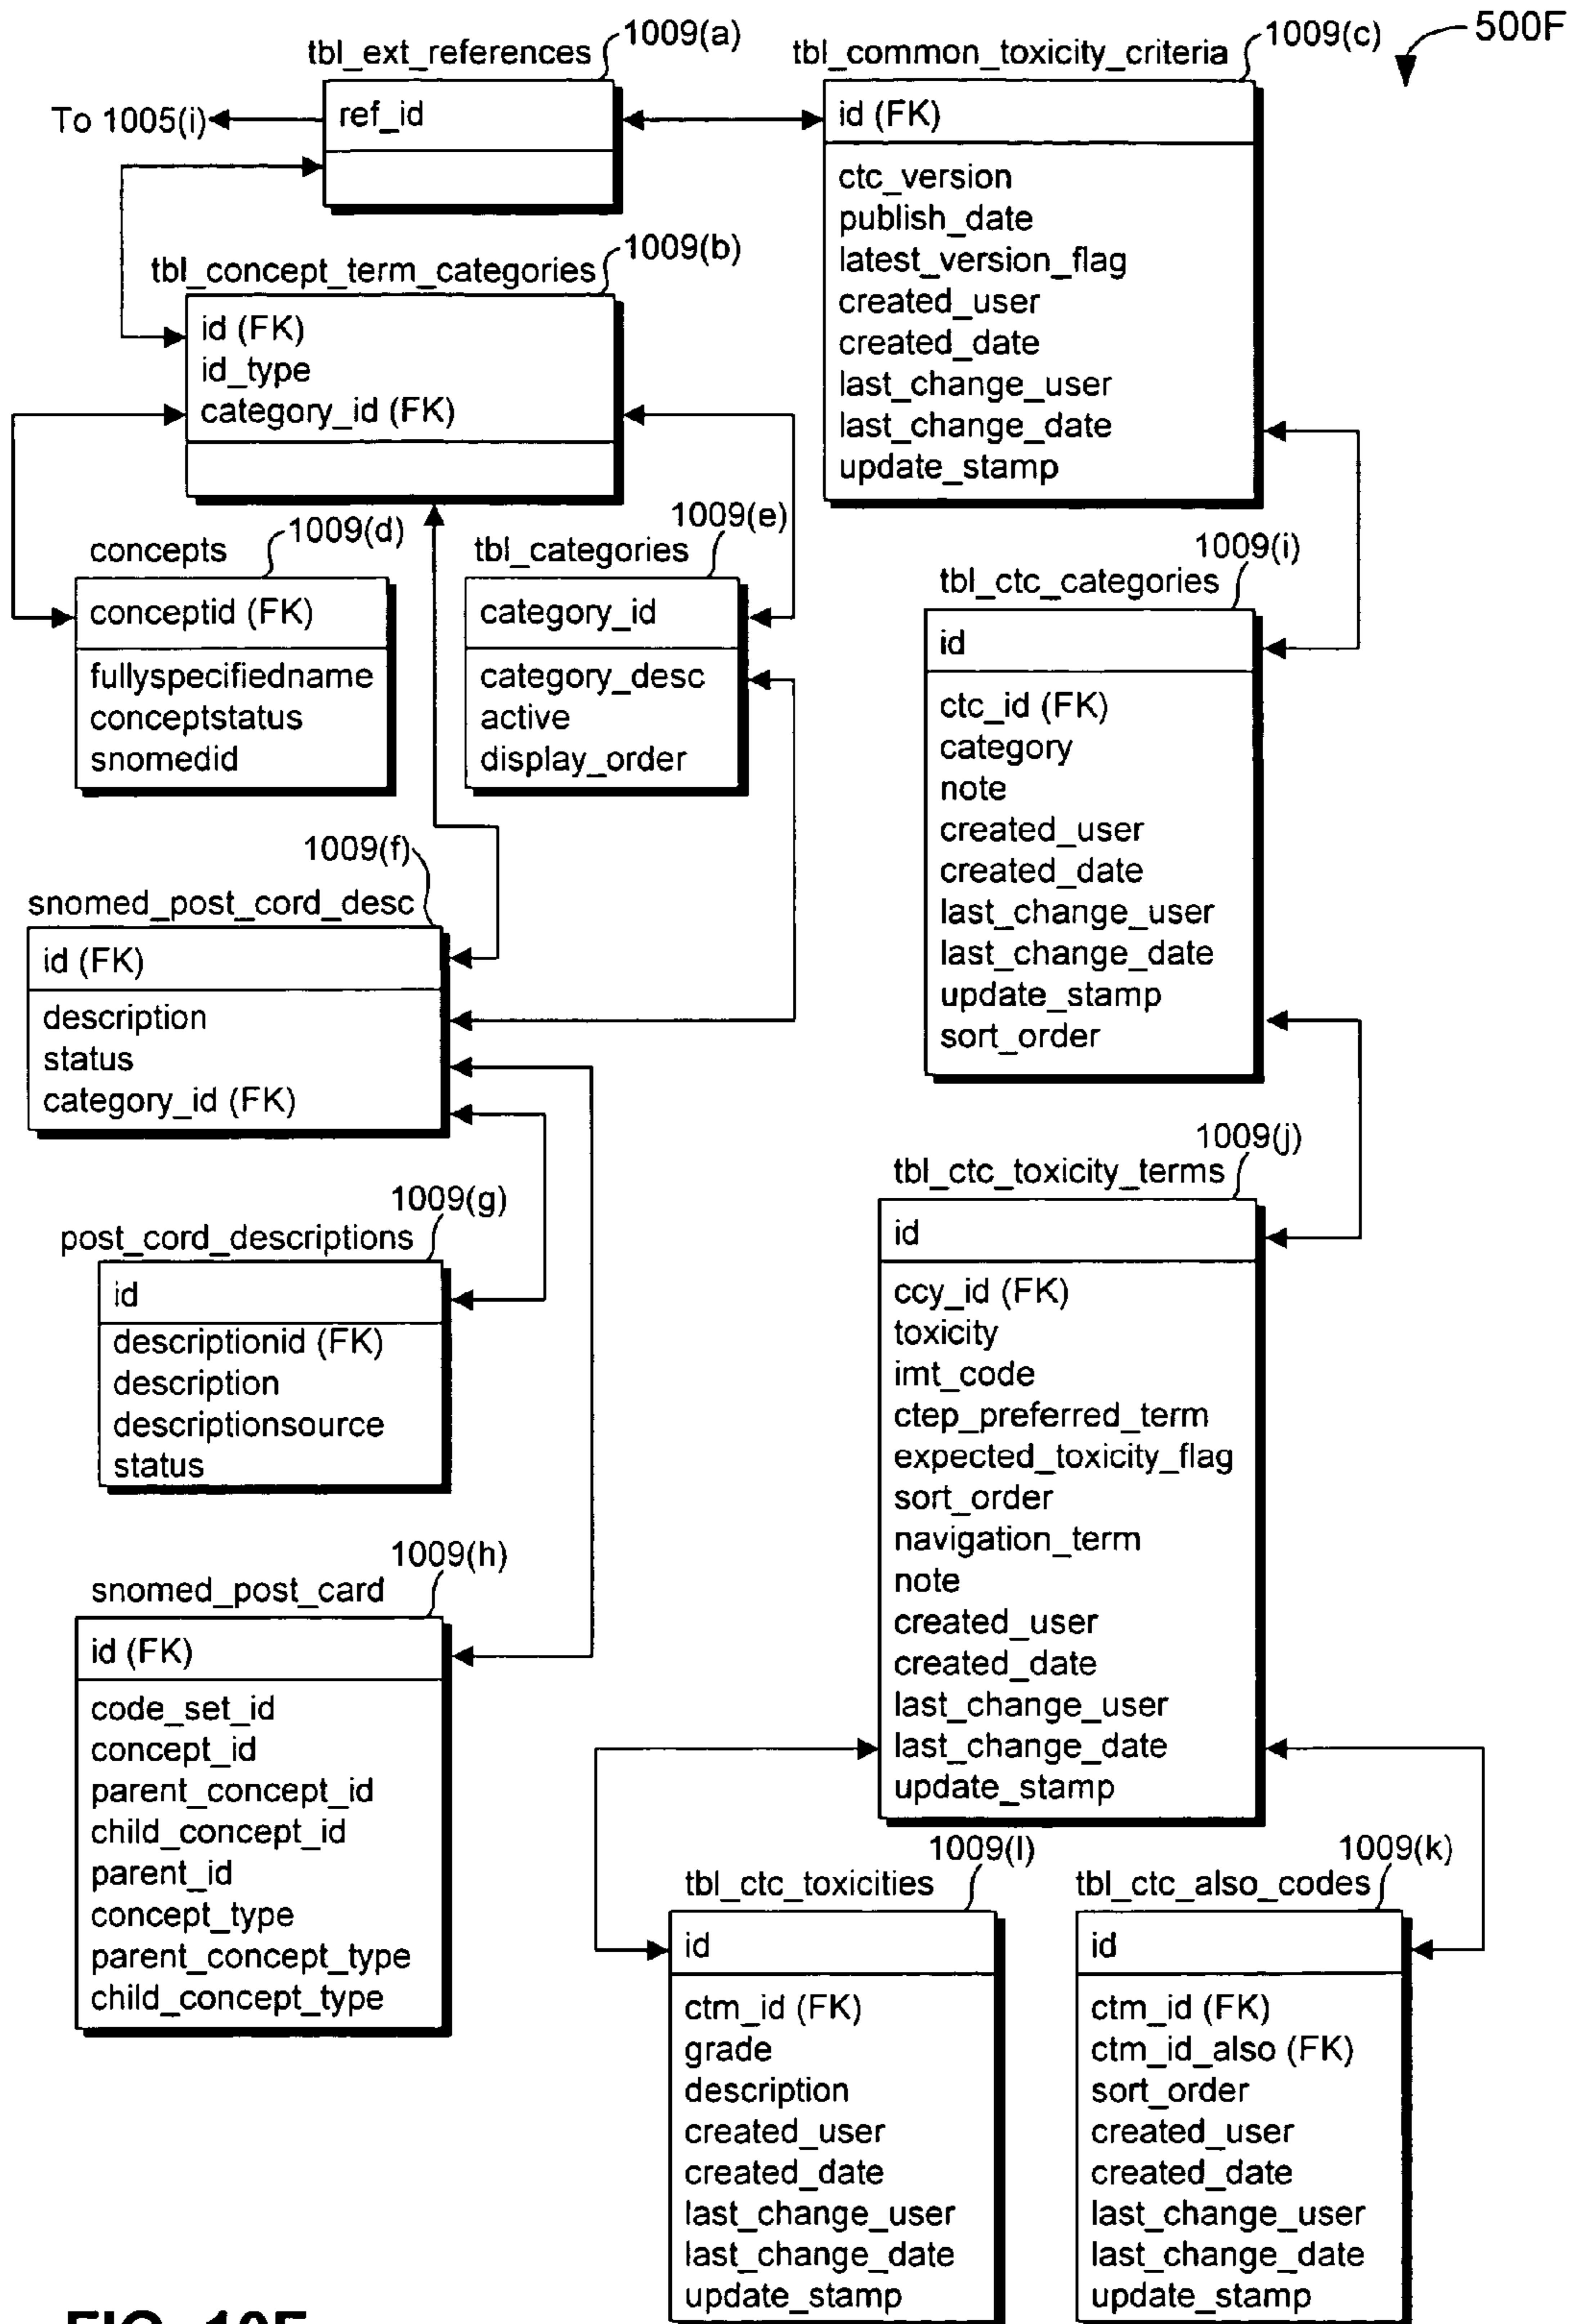 500F
1009(a)
tbl_ext_references
To 1005(i)
ref_id
1009(c)
tbl_common_toxicity_criteria
id (FK)
ctc_version
publish_date
latest_version_flag
created_user
created_date
last_change_user
last_change_date
update_stamp
1009(b)
tbl_concept_term_categories
id (FK)
id_type
category_id (FK)
1009(d)
concepts
conceptid (FK)
fullyspecifiedname
conceptstatus
snomedid
1009(e)
tbl_categories
category_id
category_desc
active
display_order
1009(i)
tbl_ctc_categories
id
ctc_id (FK)
category
note
created_user
created_date
last_change_user
last_change_date
update_stamp
sort_order
1009(f)
snomed_post_cord_desc
id (FK)
description
status
category_id (FK)
1009(g)
post_cord_descriptions
id
descriptionid (FK)
description
descriptionsource
status
1009(j)
tbl_ctc_toxicity_terms
id
ccy_id (FK)
toxicity
imt_code
ctep_preferred_term
expected_toxicity_flag
sort_order
navigation_term
note
created_user
created_date
last_change_user
last_change_date
update_stamp
1009(h)
snomed_post_card
id (FK)
code_set_id
concept_id
parent_concept_id
child_concept_id
parent_id
concept_type
parent_concept_type
child_concept_type
1009(l)
tbl_ctc_toxicities
id
ctm_id (FK)
grade
description
created_user
created_date
last_change_user
last_change_date
update_stamp
1009(k)
tbl_ctc_also_codes
id
ctm_id (FK)
ctm_id_also (FK)
sort_order
created_user
created_date
last_change_user
last_change_date
update_stamp